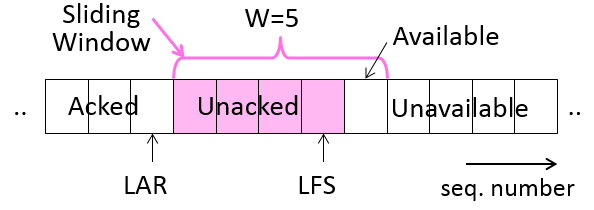 Sliding
Window
W=5
Available
..
Acked
Unacked
Unavailable
..
LAR
LFS
seq. number